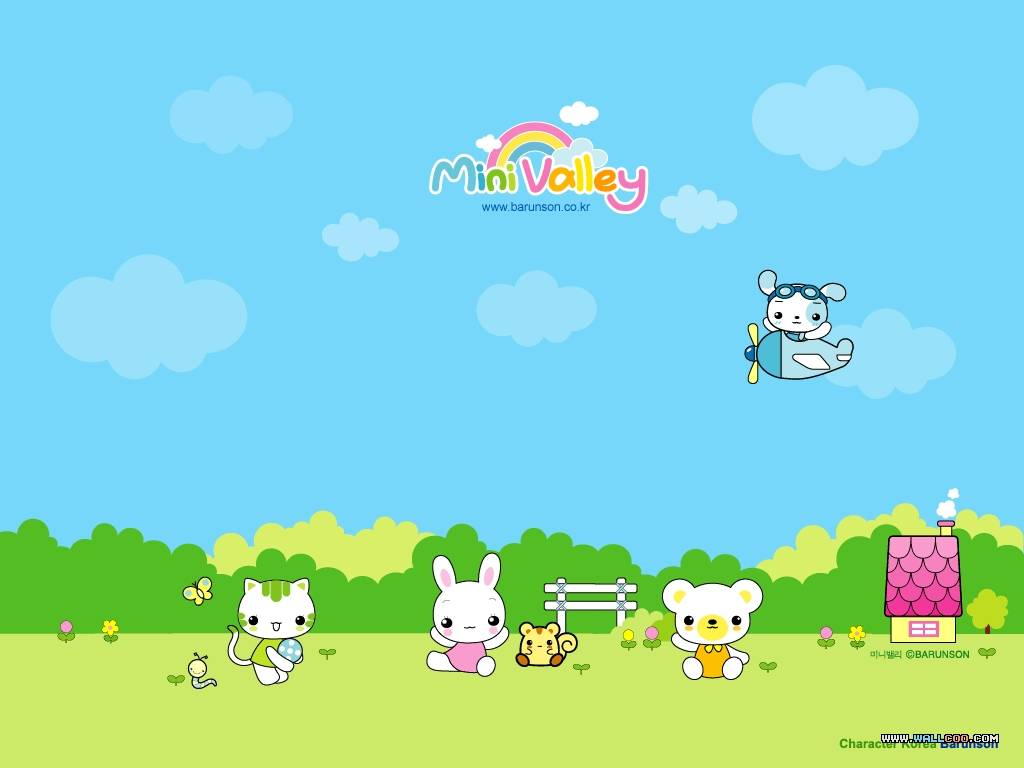 Mini Valley
www.barunson.co.kr
미니밸리 ©BARUNSON
www.wallcoo.com
Character Korea Barunson